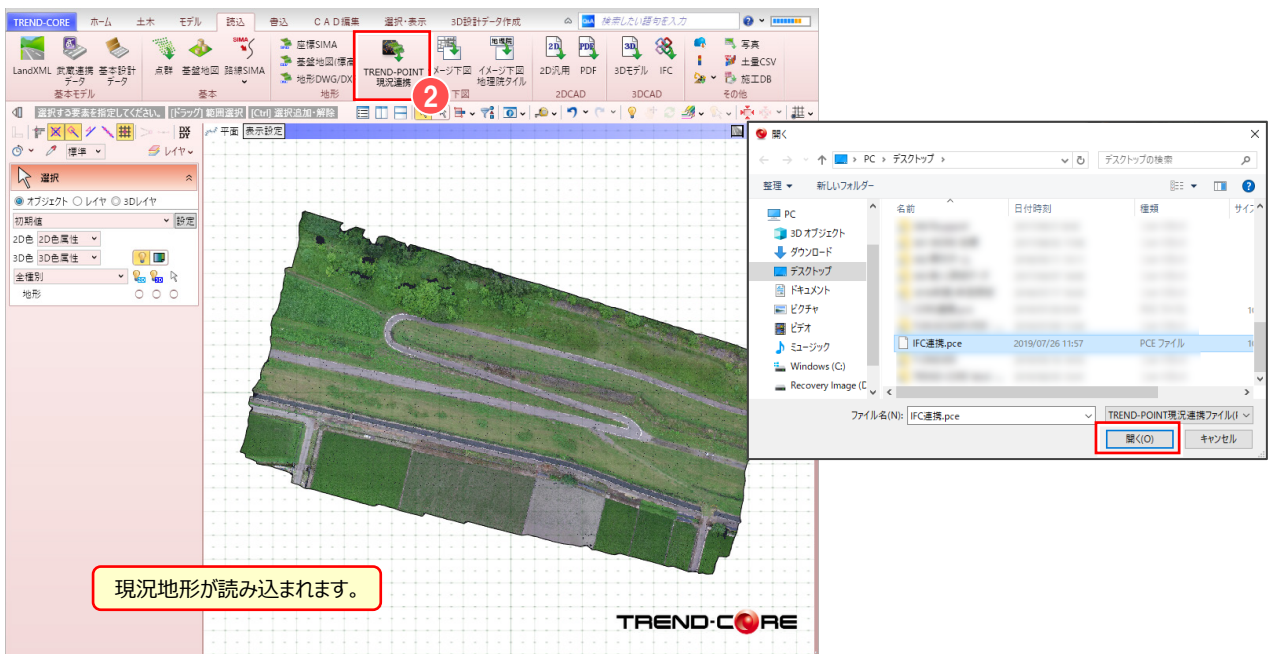 TREND-CORE ホーム 土木 モデル 読込 書込 CAD編集 選択・表示 3D設計データ作成 Q&A 検索したい語句を入力
LandXML 武蔵連携データ 基本設計データ
基本モデル
点群 基盤地図 路線SIMA
基本
座標SIMA
基盤地図(標高
地形DWG/DX
地形
TREND-POINT
現況連携
2
メージ下図 イメージ下図
地理院タイル
下図
2D汎用 PDF
2DCAD
3Dモデル IFC
3DCAD
写真
土量CSV
施工DB
その他
選択する要素を指定してください。 [ドラッグ] 範囲選択 [Ctrl] 選択追加・解除
標準 レイヤ
平面 表示設定
選択
オブジェクト レイヤ 3Dレイヤ
初期値 設定
2D色 2D色属性
3D色 3D色属性
全種別
地形
現況地形が読み込まれます。
TREND-CORE
開く
PC デスクトップ デスクトップの検索
整理 新しいフォルダー
名前 日付時刻 種類 サイズ
PC
3D オブジェクト
ダウンロード
デスクトップ
ドキュメント
ピクチャ
ビデオ
ミュージック
Windows (C:)
Recovery Image (D
IFC連携.pce 2019/07/26 11:57 PCE ファイル
ファイル名(N): IFC連携.pce TREND-POINT現況連携ファイル(
開く(O) キャンセル